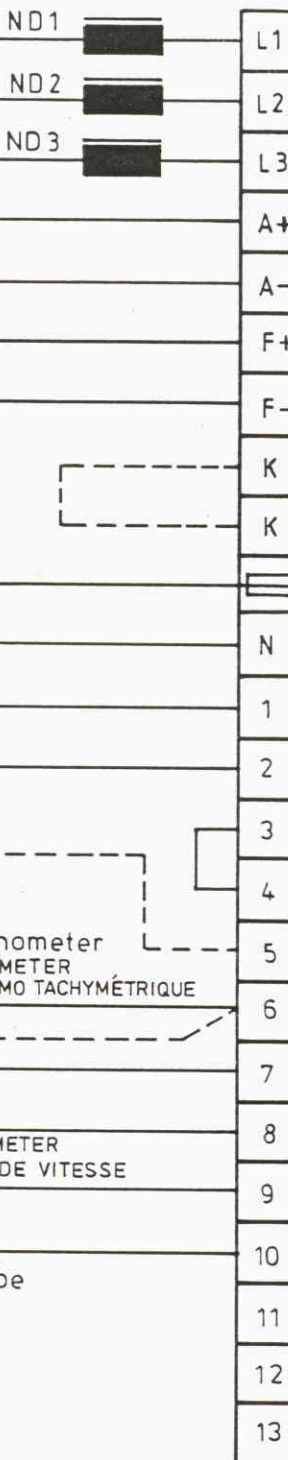 ND1
L1
ND2
L2
ND3
L3
A+
A-
F+
F-
K
K
N
1
2
3
4
nometer
5
METER
MO TACHYMÉTRIQUE
6
7
METER
8
DE VITESSE
9
10
be
11
12
13